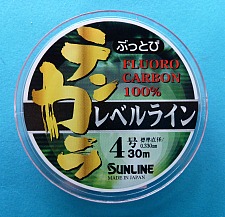 ぶっとび
テンカラ
FLUORO
CARBON
100%
レベルライン
4号
標準直径/
0.330mm
30m
SUNLINE
MADE IN JAPAN